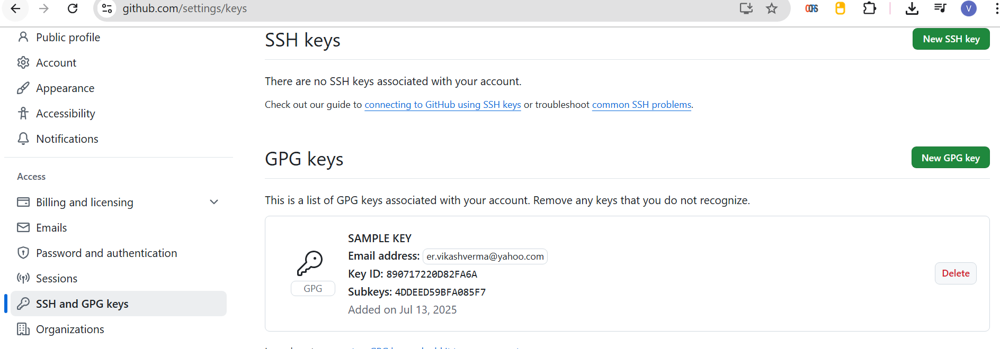 github.com/settings/keys
V
Public profile
Account
Appearance
Accessibility
Notifications
Access
Billing and licensing
Emails
Password and authentication
Sessions
SSH and GPG keys
Organizations
SSH keys
New SSH key
There are no SSH keys associated with your account.
Check out our guide to connecting to GitHub using SSH keys or troubleshoot common SSH problems.
GPG keys
New GPG key
This is a list of GPG keys associated with your account. Remove any keys that you do not recognize.
SAMPLE KEY
Email address: er.vikashverma@yahoo.com
Key ID: 890717220D82FA6A
GPG
Subkeys: 4DDEED59BFA085F7
Added on Jul 13, 2025
Delete